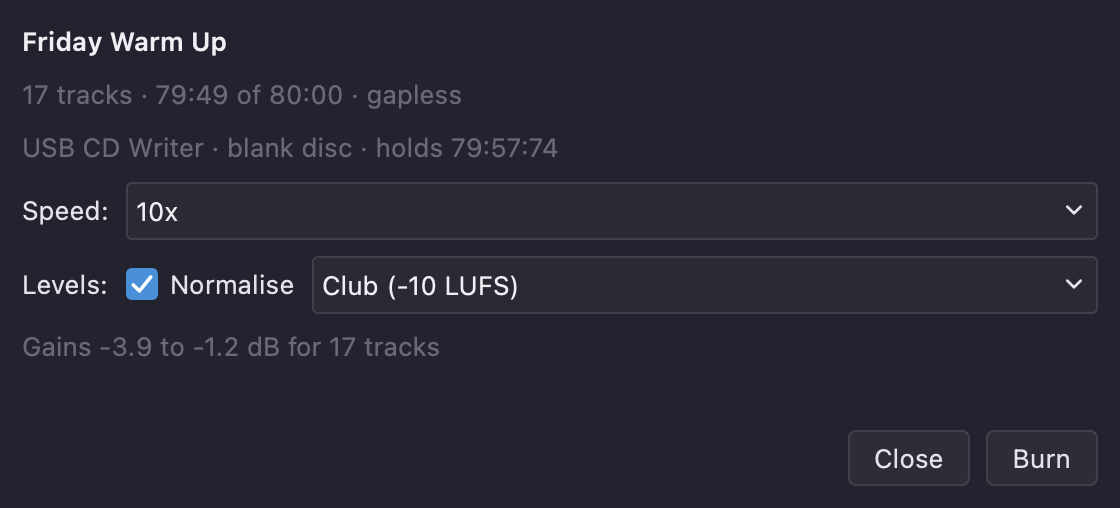 Friday Warm Up
17 tracks · 79:49 of 80:00 · gapless
USB CD Writer · blank disc · holds 79:57:74
Speed: 10x
Levels: Normalise Club (-10 LUFS)
Gains -3.9 to -1.2 dB for 17 tracks
Close Burn